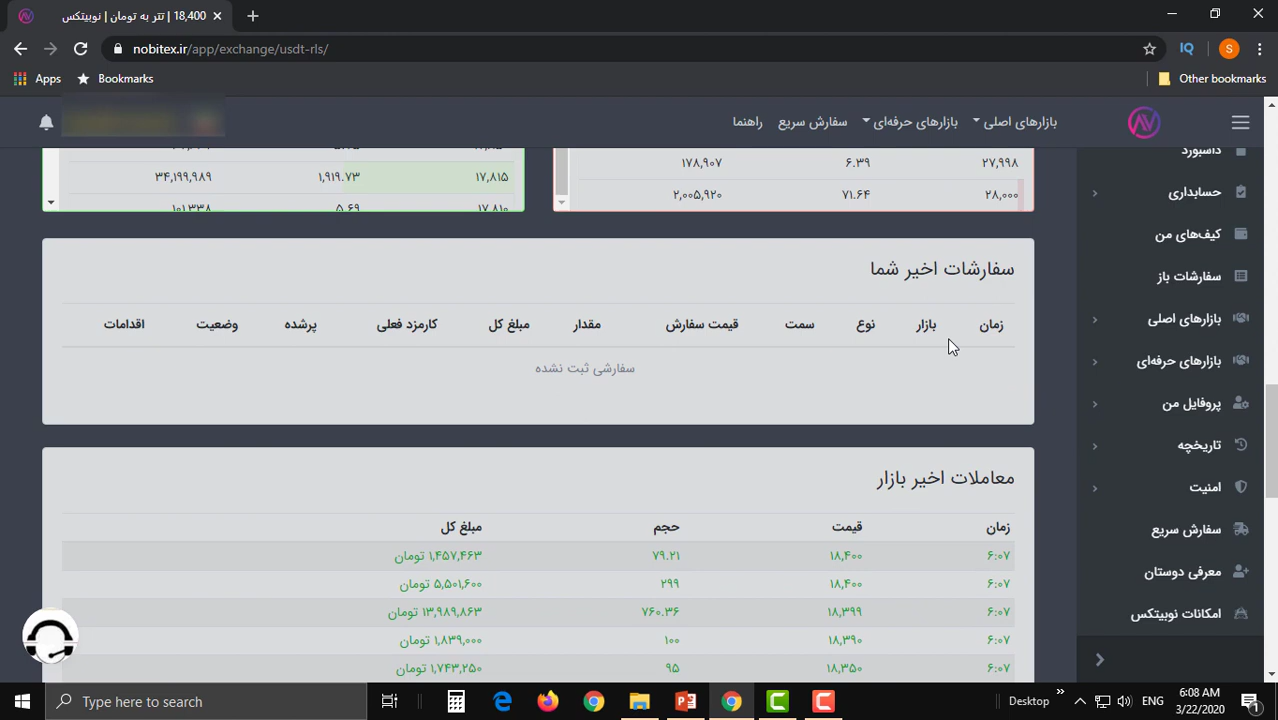 18,400 | تتر به تومان | نوبیتکس
nobitex.ir/app/exchange/usdt-rls/
Apps
Bookmarks
Other bookmarks
IQ
S
بازارهای اصلی
بازارهای حرفه‌ای
سفارش سریع
راهنما
۲۷,۹۹۸ ۶.۳۹ ۱۷۸,۹۰۷
۲۸,۰۰۰ ۷۱.۶۴ ۲,۰۰۵,۹۲۰
۱۷,۸۱۵ ۱,۹۱۹.۷۳ ۳۴,۱۹۹,۹۸۹
۱۷,۸۱۰ ۵.۶۹ ۱۰۱,۳۳۸
سفارشات اخیر شما
زمان بازار نوع سمت قیمت سفارش مقدار مبلغ کل کارمزد فعلی پرشده وضعیت اقدامات
سفارشی ثبت نشده
معاملات اخیر بازار
زمان قیمت حجم مبلغ کل
۶:۰۷ ۱۸,۴۰۰ ۷۹.۲۱ ۱,۴۵۷,۴۶۳ تومان
۶:۰۷ ۱۸,۴۰۰ ۲۹۹ ۵,۵۰۱,۶۰۰ تومان
۶:۰۷ ۱۸,۳۹۹ ۷۶۰.۳۶ ۱۳,۹۸۹,۸۶۳ تومان
۶:۰۷ ۱۸,۳۹۰ ۱۰۰ ۱,۸۳۹,۰۰۰ تومان
۶:۰۷ ۱۸,۳۵۰ ۹۵ ۱,۷۴۳,۲۵۰ تومان
داشبورد
حسابداری
کیف‌های من
سفارشات باز
بازارهای اصلی
بازارهای حرفه‌ای
پروفایل من
تاریخچه
امنیت
سفارش سریع
معرفی دوستان
امکانات نوبیتکس
Type here to search
Desktop
ENG
6:08 AM
3/22/2020
1